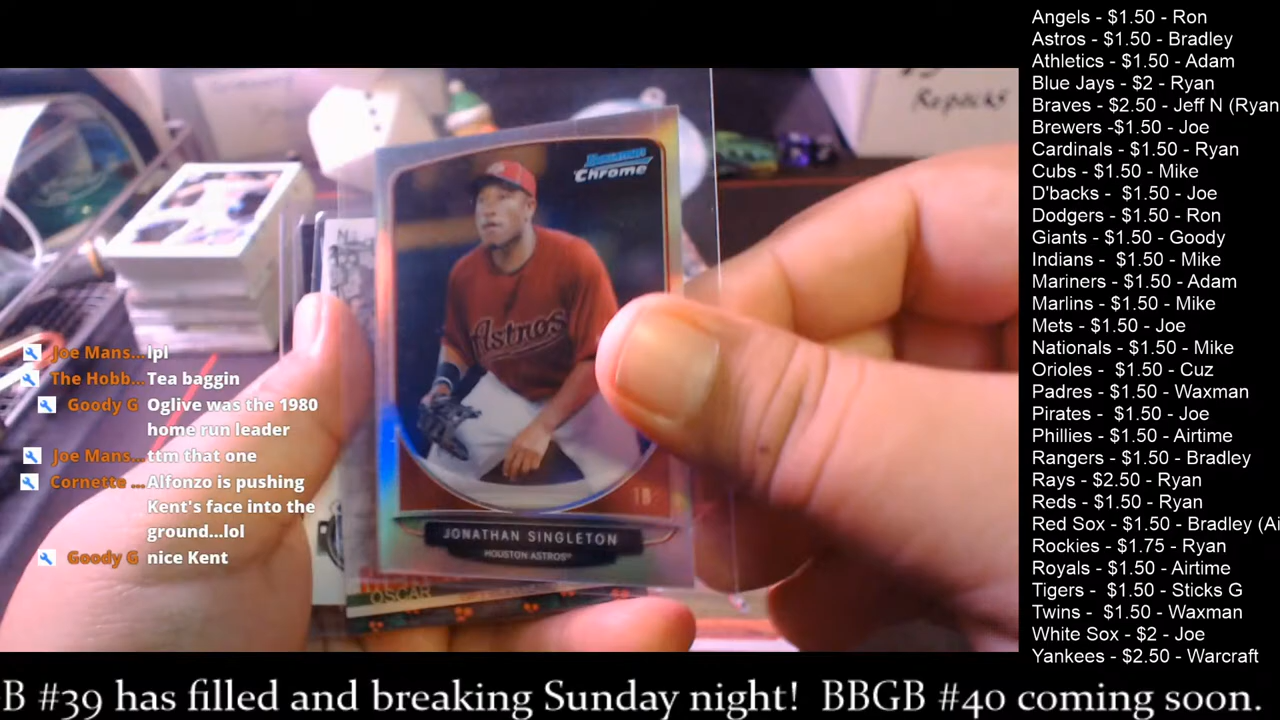 Angels - $1.50 - Ron
Astros - $1.50 - Bradley
Athletics - $1.50 - Adam
Blue Jays - $2 - Ryan
Braves - $2.50 - Jeff N (Ryan
Brewers -$1.50 - Joe
Cardinals - $1.50 - Ryan
Cubs - $1.50 - Mike
D'backs - $1.50 - Joe
Dodgers - $1.50 - Ron
Giants - $1.50 - Goody
Indians - $1.50 - Mike
Mariners - $1.50 - Adam
Marlins - $1.50 - Mike
Mets - $1.50 - Joe
Nationals - $1.50 - Mike
Orioles - $1.50 - Cuz
Padres - $1.50 - Waxman
Pirates - $1.50 - Joe
Phillies - $1.50 - Airtime
Rangers - $1.50 - Bradley
Rays - $2.50 - Ryan
Reds - $1.50 - Ryan
Red Sox - $1.50 - Bradley (Ai
Rockies - $1.75 - Ryan
Royals - $1.50 - Airtime
Tigers - $1.50 - Sticks G
Twins - $1.50 - Waxman
White Sox - $2 - Joe
Yankees - $2.50 - Warcraft
Repacks
Bowman
Chrome
Astros
JONATHAN SINGLETON
HOUSTON ASTROS
OSCAR
Joe Mans... lpl
The Hobb... Tea baggin
Goody G Oglive was the 1980
home run leader
Joe Mans... ttm that one
Cornette ... Alfonzo is pushing
Kent's face into the
ground...lol
Goody G nice Kent
B #39 has filled and breaking Sunday night! BBGB #40 coming soon.